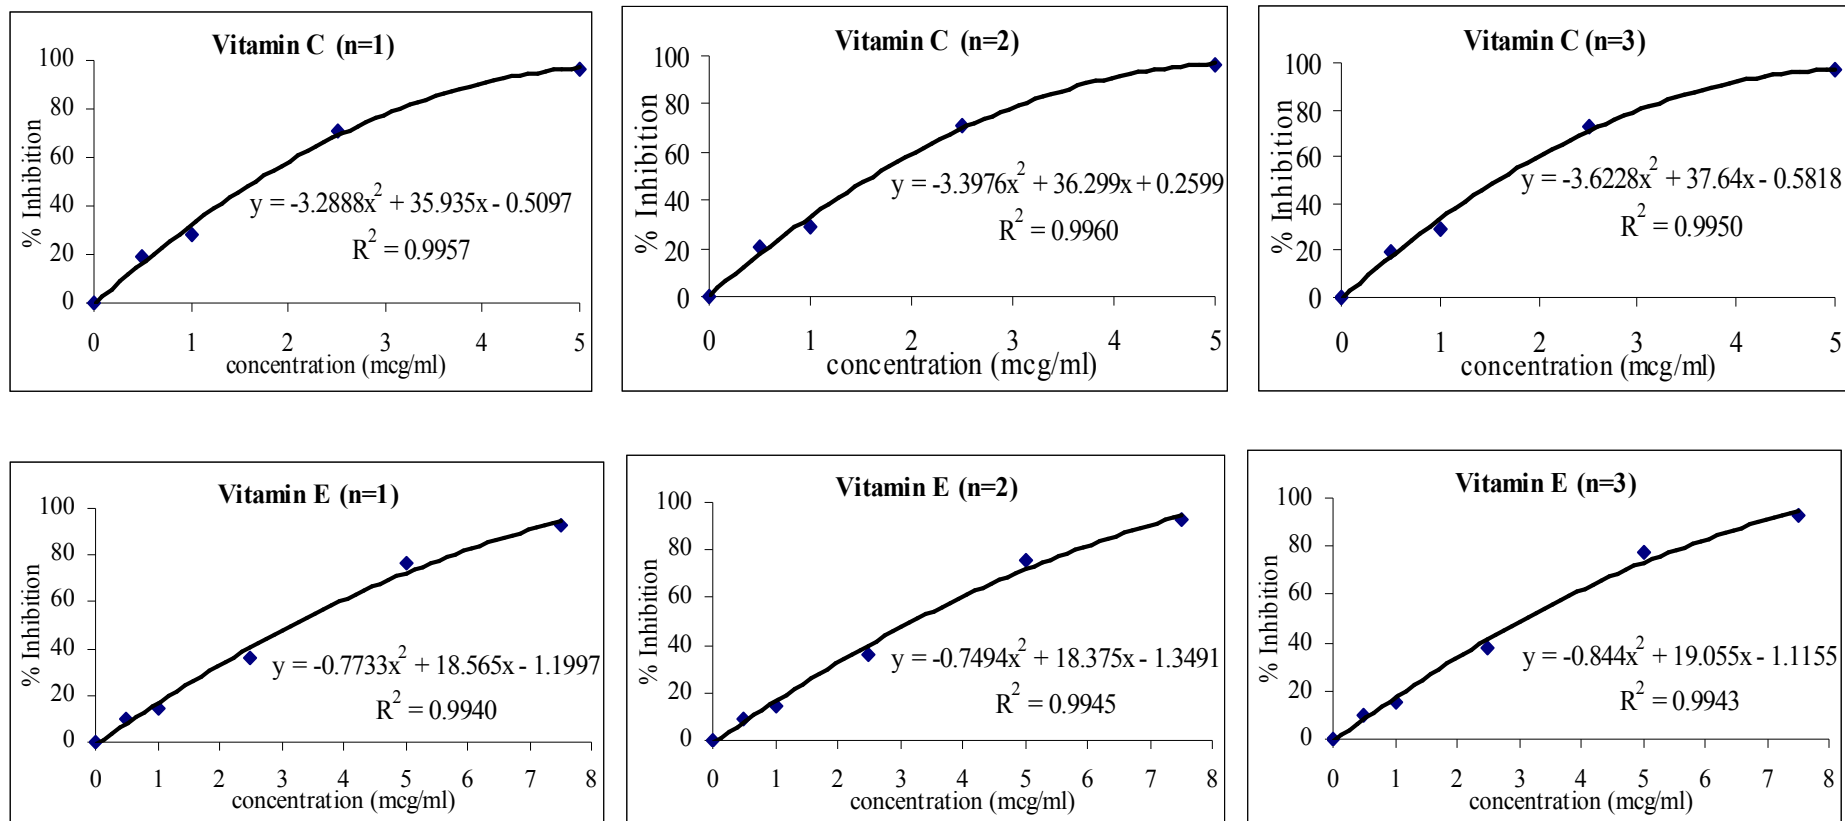 Vitamin C (n=1)
100
80
60
40
20
0
% Inhibition
y = -3.2888x² + 35.935x - 0.5097
R² = 0.9957
0 1 2 3 4 5
concentration (mcg/ml)
Vitamin C (n=2)
100
80
60
40
20
0
% Inhibition
y = -3.3976x² + 36.299x + 0.2599
R² = 0.9960
0 1 2 3 4 5
concentration (mcg/ml)
Vitamin C (n=3)
100
80
60
40
20
0
% Inhibition
y = -3.6228x² + 37.64x - 0.5818
R² = 0.9950
0 1 2 3 4 5
concentration (mcg/ml)
Vitamin E (n=1)
100
80
60
40
20
0
% Inhibition
y = -0.7733x² + 18.565x - 1.1997
R² = 0.9940
0 1 2 3 4 5 6 7 8
concentration (mcg/ml)
Vitamin E (n=2)
100
80
60
40
20
0
% Inhibition
y = -0.7494x² + 18.375x - 1.3491
R² = 0.9945
0 1 2 3 4 5 6 7 8
concentration (mcg/ml)
Vitamin E (n=3)
100
80
60
40
20
0
% Inhibition
y = -0.844x² + 19.055x - 1.1155
R² = 0.9943
0 1 2 3 4 5 6 7 8
concentration (mcg/ml)